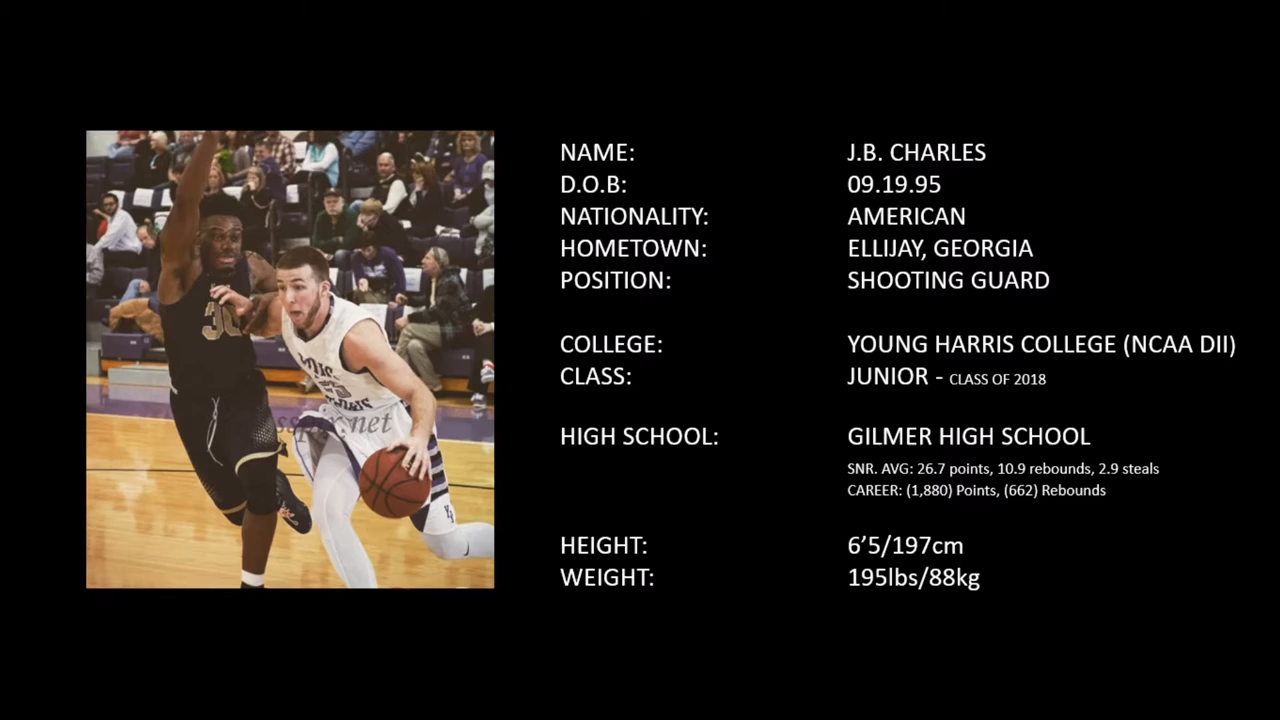 NAME: J.B. CHARLES
D.O.B: 09.19.95
NATIONALITY: AMERICAN
HOMETOWN: ELLIJAY, GEORGIA
POSITION: SHOOTING GUARD
COLLEGE: YOUNG HARRIS COLLEGE (NCAA DII)
CLASS: JUNIOR - CLASS OF 2018
HIGH SCHOOL: GILMER HIGH SCHOOL
SNR. AVG: 26.7 points, 10.9 rebounds, 2.9 steals
CAREER: (1,880) Points, (662) Rebounds
HEIGHT: 6’5/197cm
WEIGHT: 195lbs/88kg